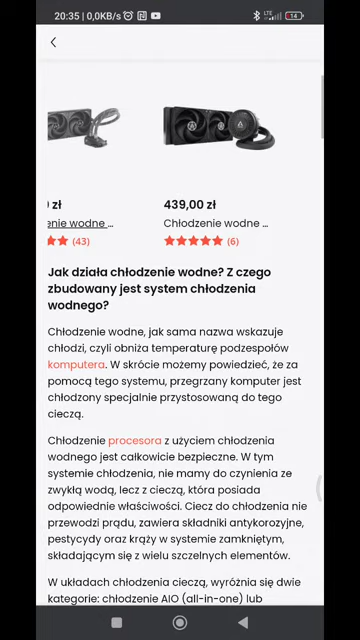 20:35 0,0KB/s
LTE 14
zł
439,00 zł
enie wodne ...
Chłodzenie wodne ...
(43)
(6)
Jak działa chłodzenie wodne? Z czego
zbudowany jest system chłodzenia
wodnego?
Chłodzenie wodne, jak sama nazwa wskazuje
chłodzi, czyli obniża temperaturę podzespołów
komputera. W skrócie możemy powiedzieć, że za
pomocą tego systemu, przegrzany komputer jest
chłodzony specjalnie przystosowaną do tego
cieczą.
Chłodzenie procesora z użyciem chłodzenia
wodnego jest całkowicie bezpieczne. W tym
systemie chłodzenia, nie mamy do czynienia ze
zwykłą wodą, lecz z cieczą, która posiada
odpowiednie właściwości. Ciecz do chłodzenia nie
przewodzi prądu, zawiera składniki antykorozyjne,
pestycydy oraz krąży w systemie zamkniętym,
składającym się z wielu szczelnych elementów.
W układach chłodzenia cieczą, wyróżnia się dwie
kategorie: chłodzenie AIO (all-in-one) lub